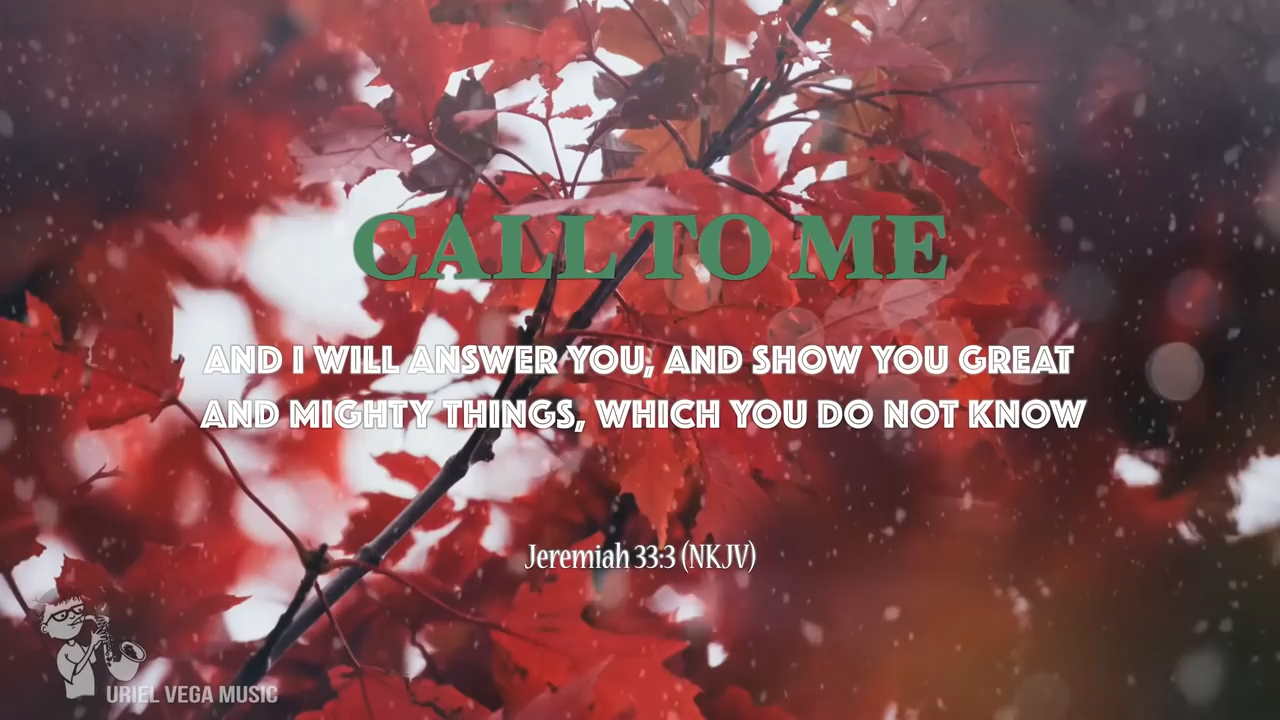 CALL TO ME
AND I WILL ANSWER YOU, AND SHOW YOU GREAT
AND MIGHTY THINGS, WHICH YOU DO NOT KNOW
Jeremiah 33:3 (NKJV)
URIEL VEGA MUSIC